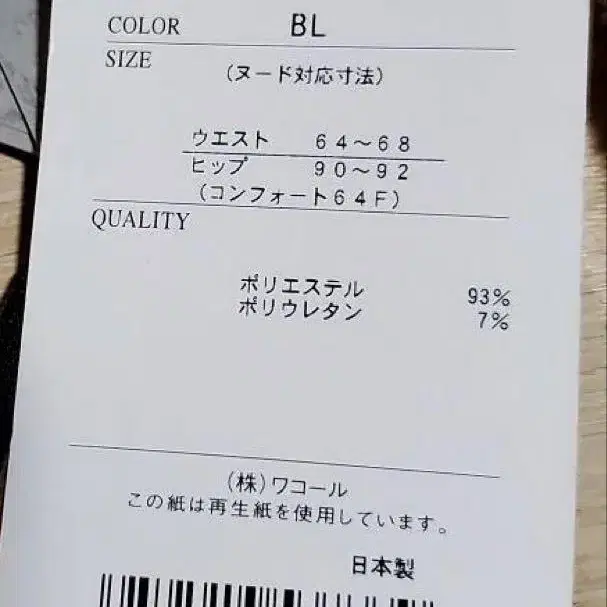 COLOR BL
SIZE
(ヌード対応寸法)
ウエスト 64～68
ヒップ 90～92
(コンフォート64F)
QUALITY
ポリエステル 93%
ポリウレタン 7%
(株)ワコール
この紙は再生紙を使用しています。
日本製